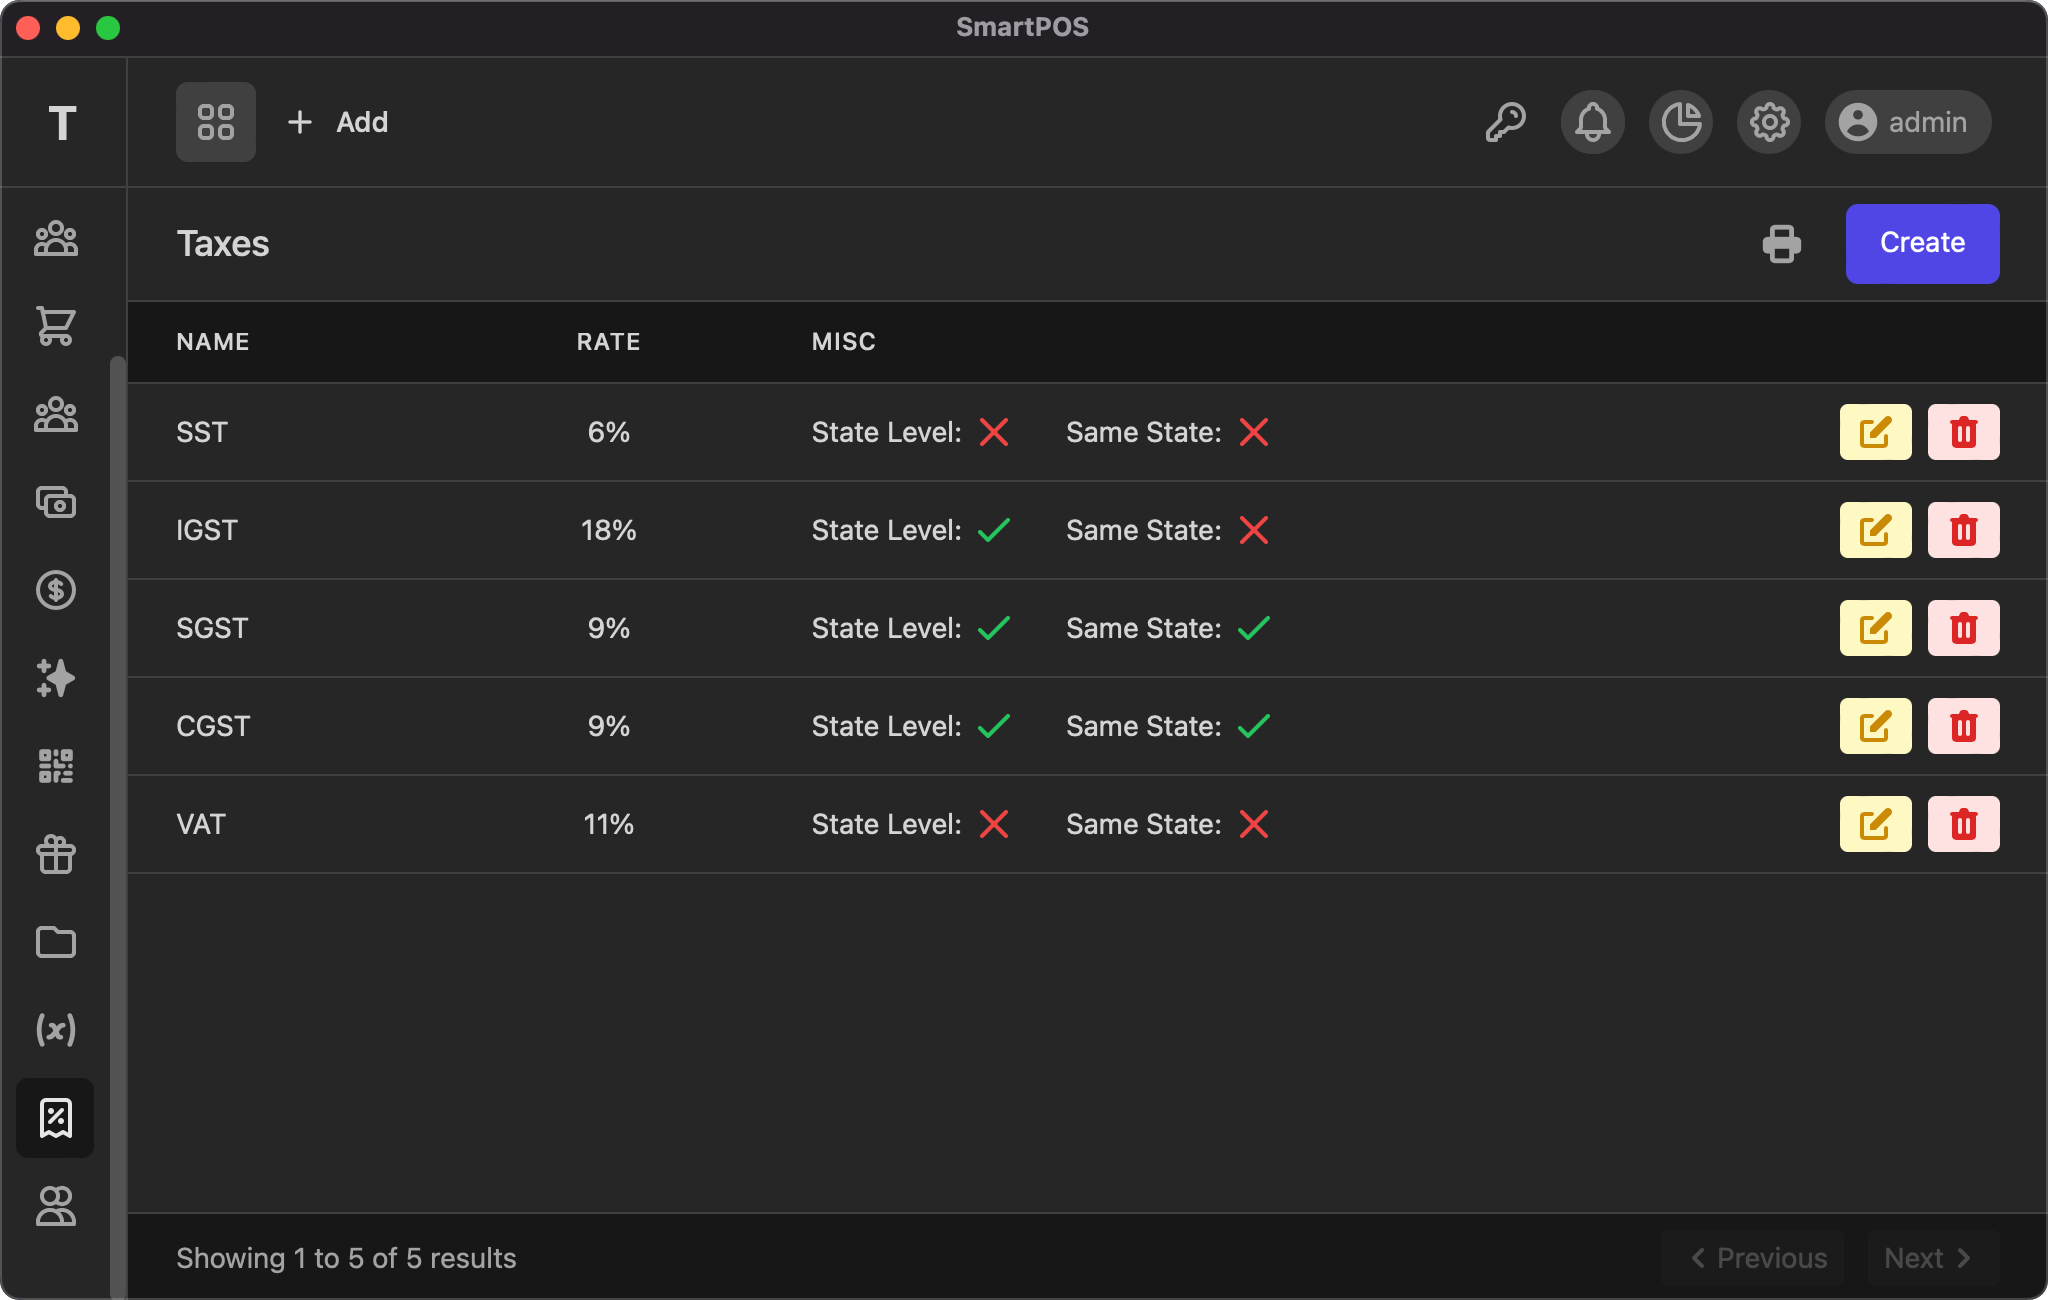 SmartPOS
T
Add
admin
Taxes
Create
NAME RATE MISC
SST 6% State Level: Same State:
IGST 18% State Level: Same State:
SGST 9% State Level: Same State:
CGST 9% State Level: Same State:
VAT 11% State Level: Same State:
Showing 1 to 5 of 5 results
Previous Next